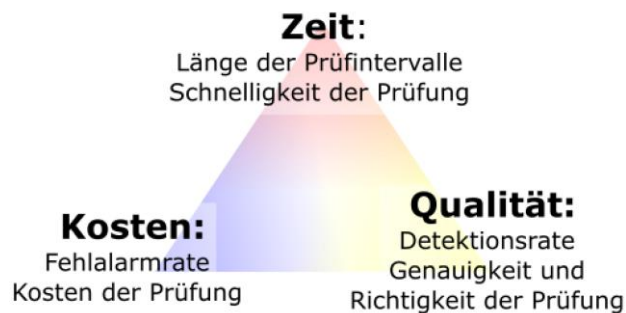 Zeit:
Länge der Prüfintervalle
Schnelligkeit der Prüfung
Kosten:
Fehlalarmrate
Kosten der Prüfung
Qualität:
Detektionsrate
Genauigkeit und
Richtigkeit der Prüfung